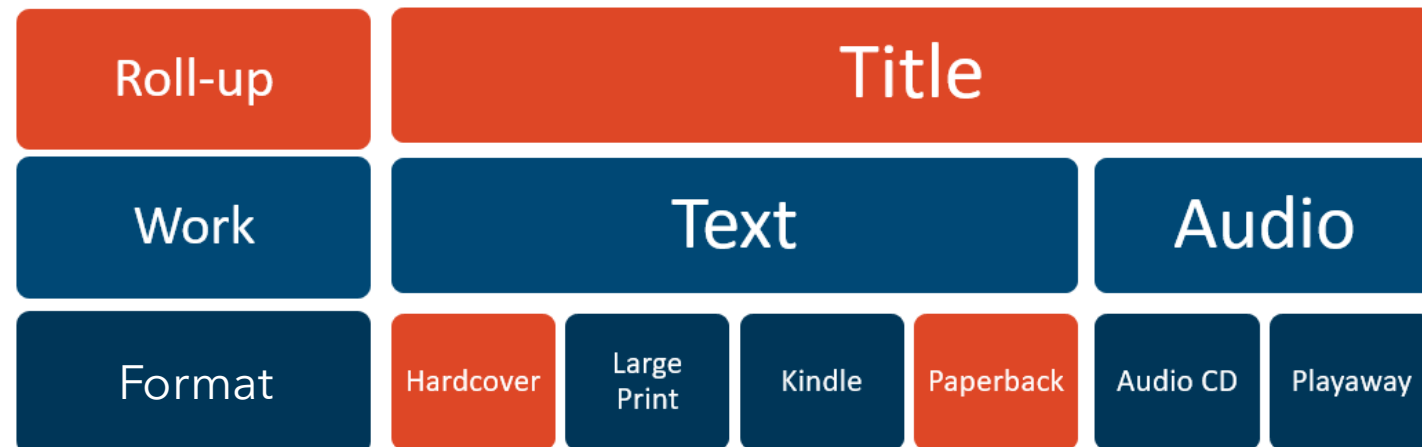 Roll-up
Title
Work
Text
Audio
Format
Hardcover
Large
Print
Kindle
Paperback
Audio CD
Playaway